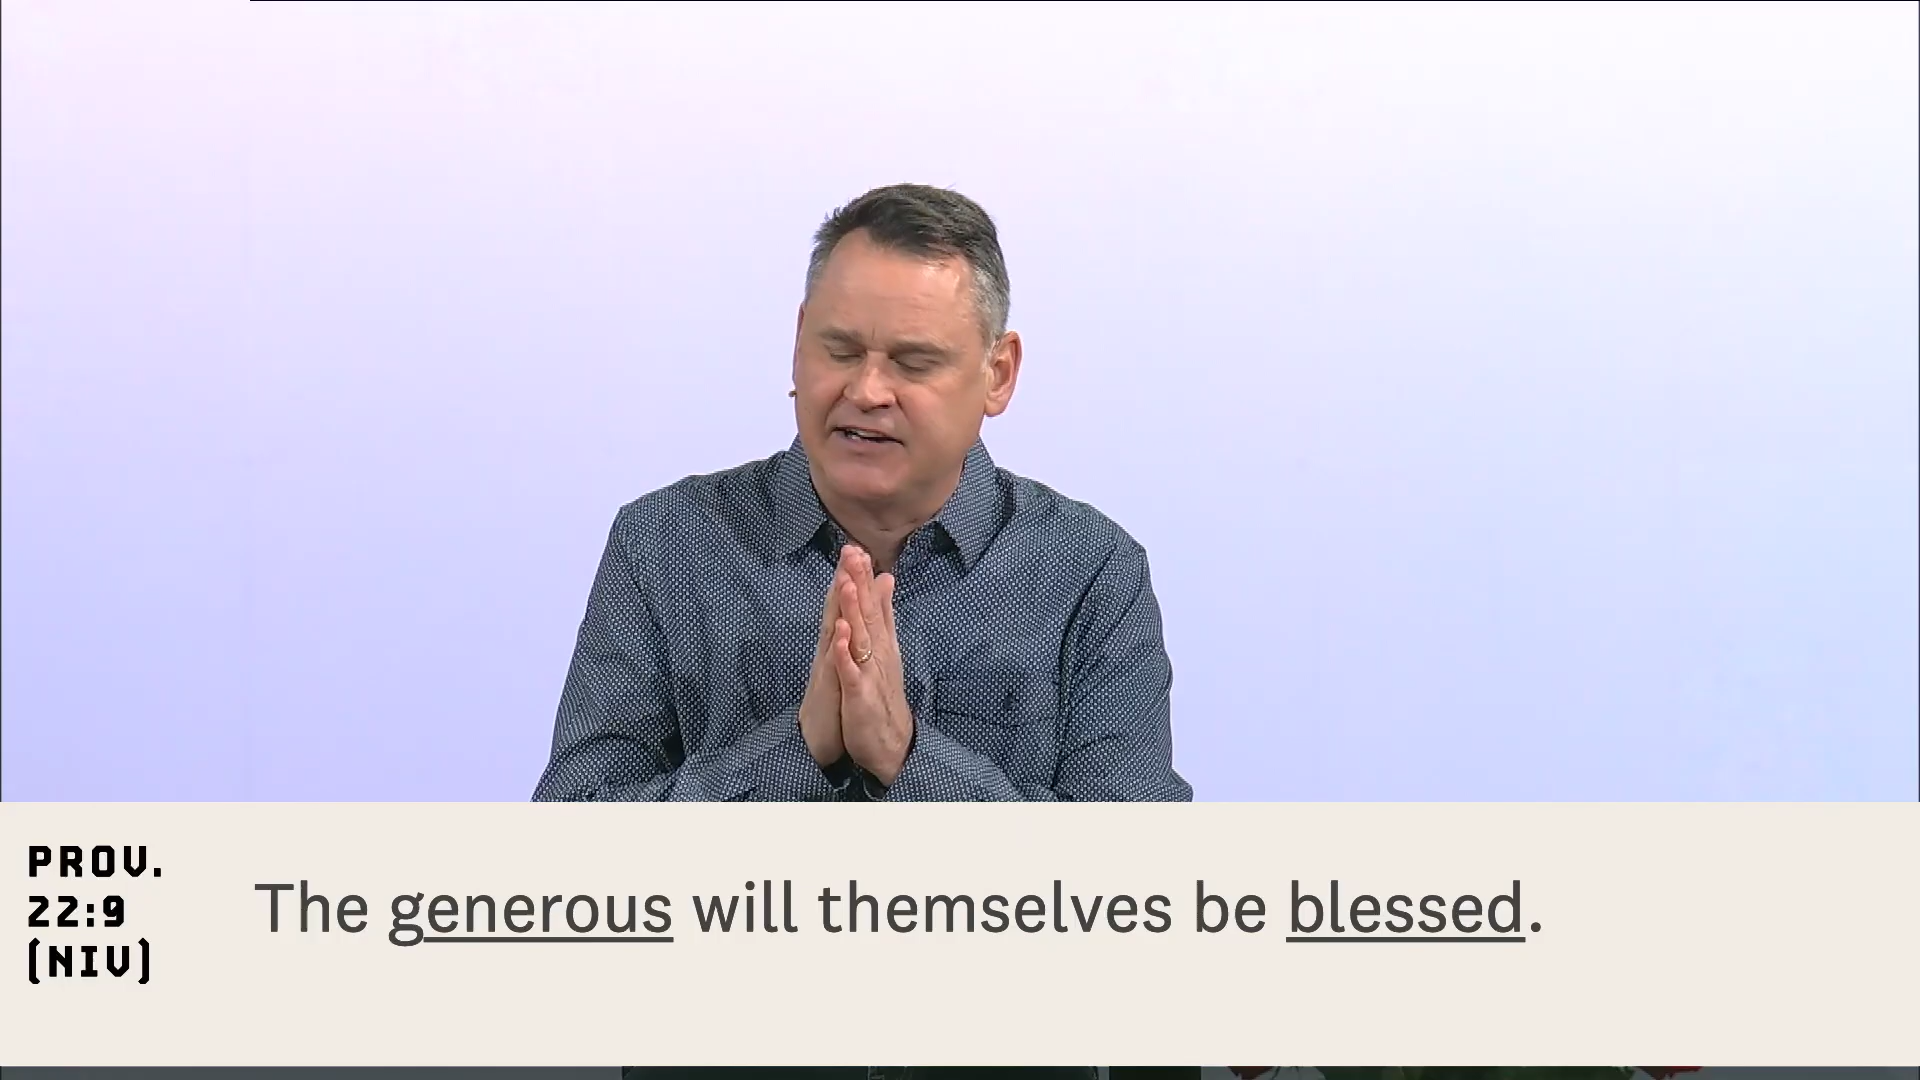 PROV.
22:9
(NIV)
The generous will themselves be blessed.